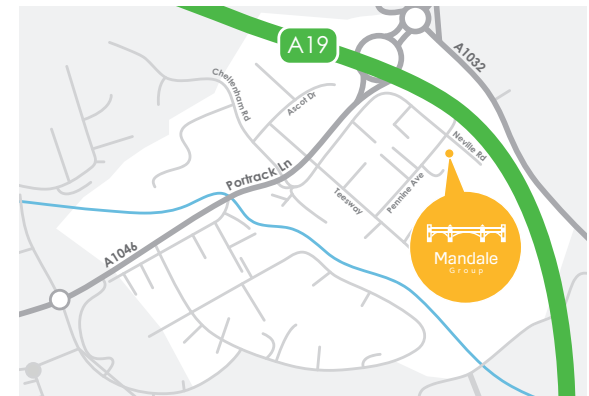 A19
A1032
Cheltenham Rd
Ascot Dr
Neville Rd
Portrack Ln
Teesway
Pennine Ave
A1046
Mandale
Group